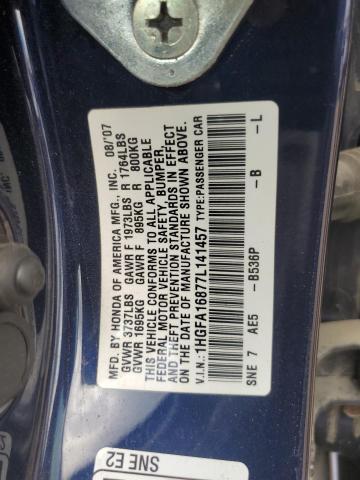 MFD. BY HONDA OF AMERICA MFG., INC. 08/'07
GVWR 3737LBS GAWR F 1973LBS R 1764LBS
GVWR 1695KG GAWR F 895KG R 800KG
THIS VEHICLE CONFORMS TO ALL APPLICABLE
FEDERAL MOTOR VEHICLE SAFETY, BUMPER,
AND THEFT PREVENTION STANDARDS IN EFFECT
ON THE DATE OF MANUFACTURE SHOWN ABOVE.
V.I.N.: 1HGFA16877L141457 TYPE: PASSENGER CAR
SNE 7 AE5 -B536P -B -L
SNE E2